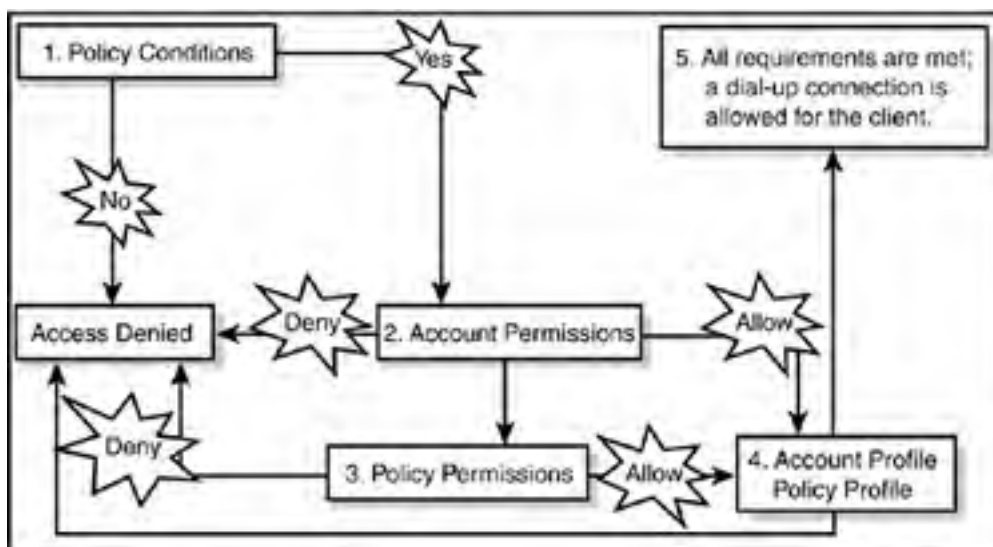 1. Policy Conditions
Yes
5. All requirements are met;
a dial-up connection is
allowed for the client.
No
Access Denied
Deny
2. Account Permissions
Allow
Deny
3. Policy Permissions
Allow
4. Account Profile
Policy Profile